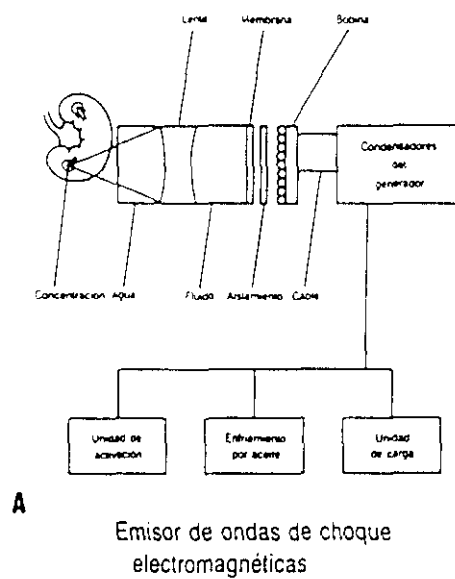 Lente Membrana Bobina
Condensadores
del
generador
Concentracion Agua Fluido Aislamiento Cable
Unidad de
activación
Enfriamiento
por aceite
Unidad
de carga
A
Emisor de ondas de choque
electromagnéticas